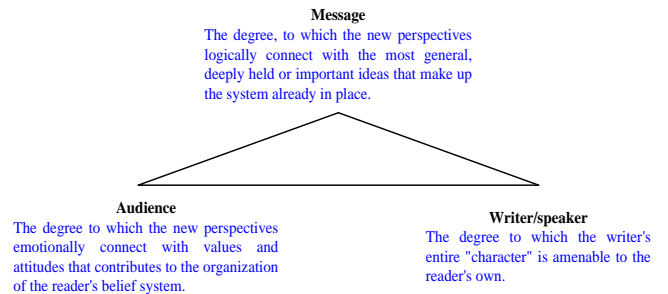 Message
The degree, to which the new perspectives
logically connect with the most general,
deeply held or important ideas that make up
the system already in place.
Audience
The degree to which the new perspectives
emotionally connect with values and
attitudes that contributes to the organization
of the reader's belief system.
Writer/speaker
The degree to which the writer's
entire "character" is amenable to the
reader's own.